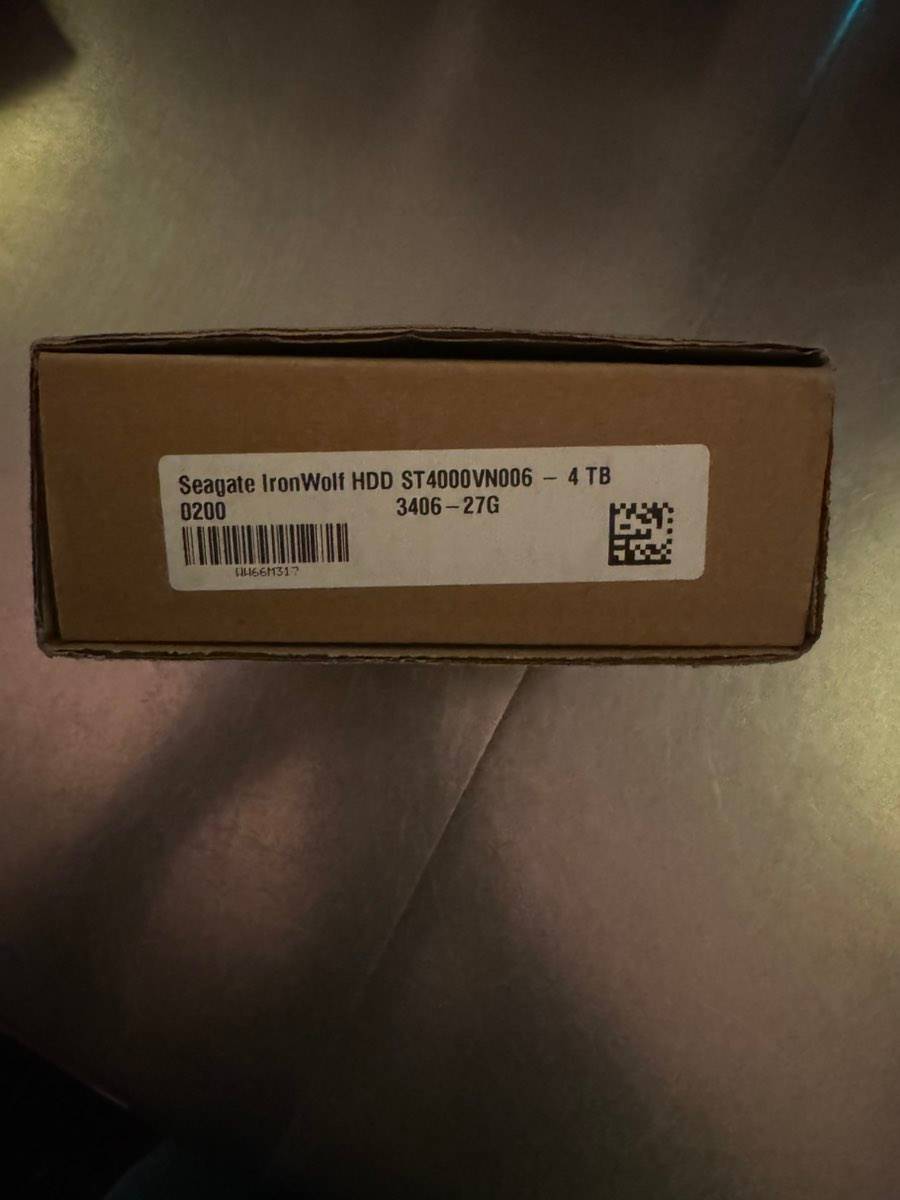 Seagate IronWolf HDD ST4000VN006 – 4 TB
0200 3406–27G
WW66M317